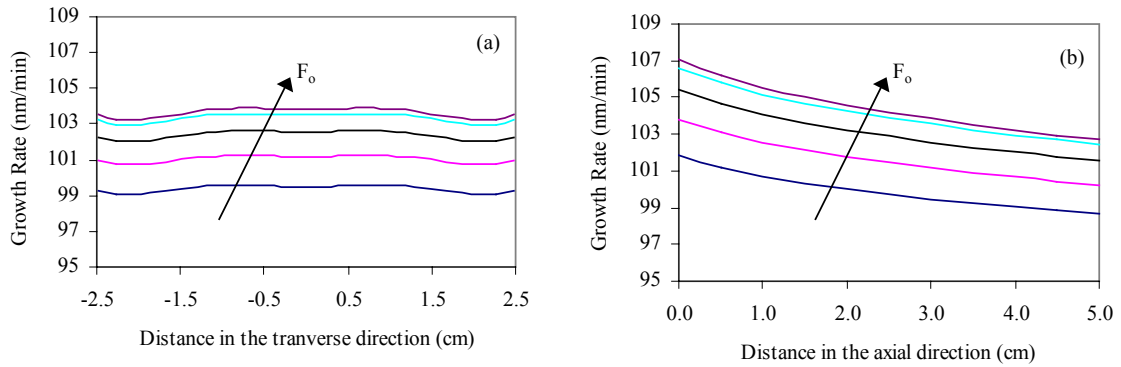 109
107
105
103
101
99
97
95
Growth Rate (nm/min)
(a)
Fo
-2.5 -1.5 -0.5 0.5 1.5 2.5
Distance in the tranverse direction (cm)
109
107
105
103
101
99
97
95
Growth Rate (nm/min)
(b)
Fo
0.0 1.0 2.0 3.0 4.0 5.0
Distance in the axial direction (cm)